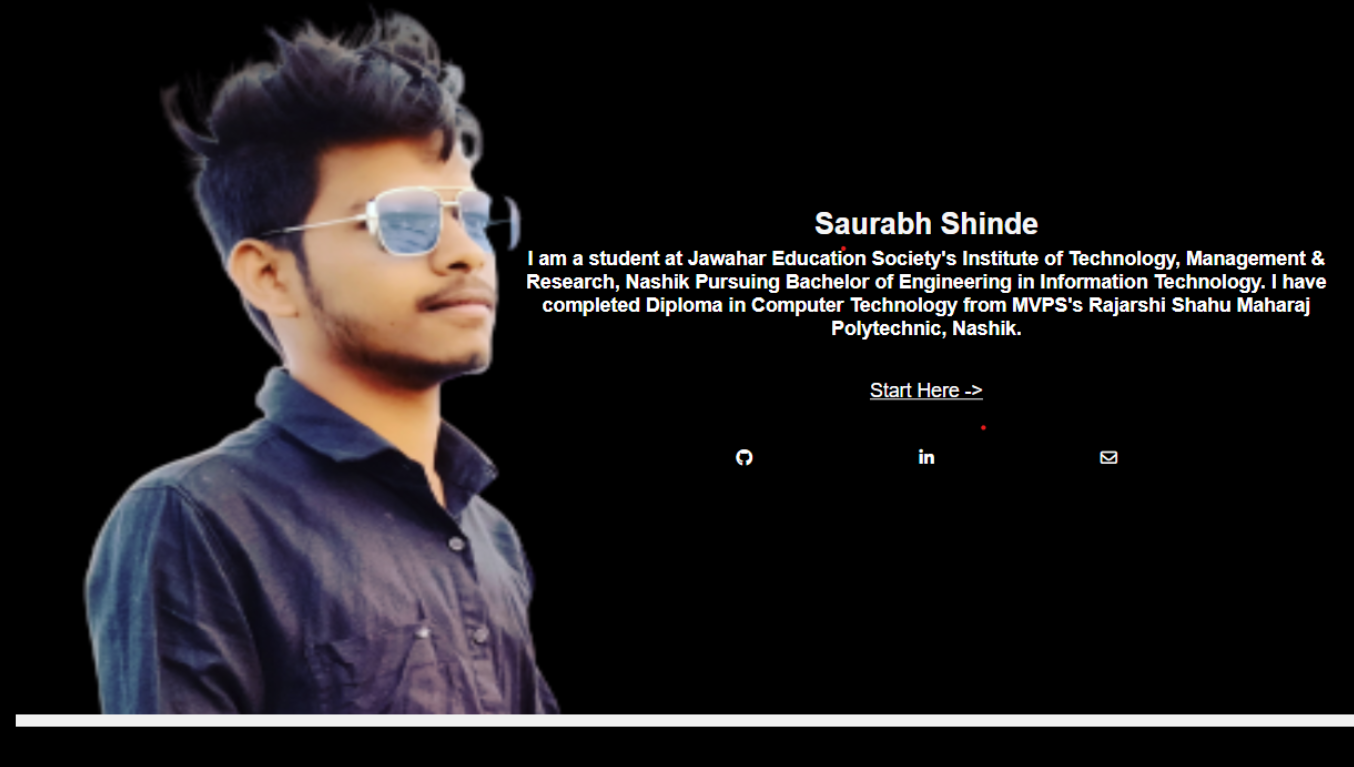 Saurabh Shinde
I am a student at Jawahar Education Society's Institute of Technology, Management &
Research, Nashik Pursuing Bachelor of Engineering in Information Technology. I have
completed Diploma in Computer Technology from MVPS's Rajarshi Shahu Maharaj
Polytechnic, Nashik.
Start Here ->